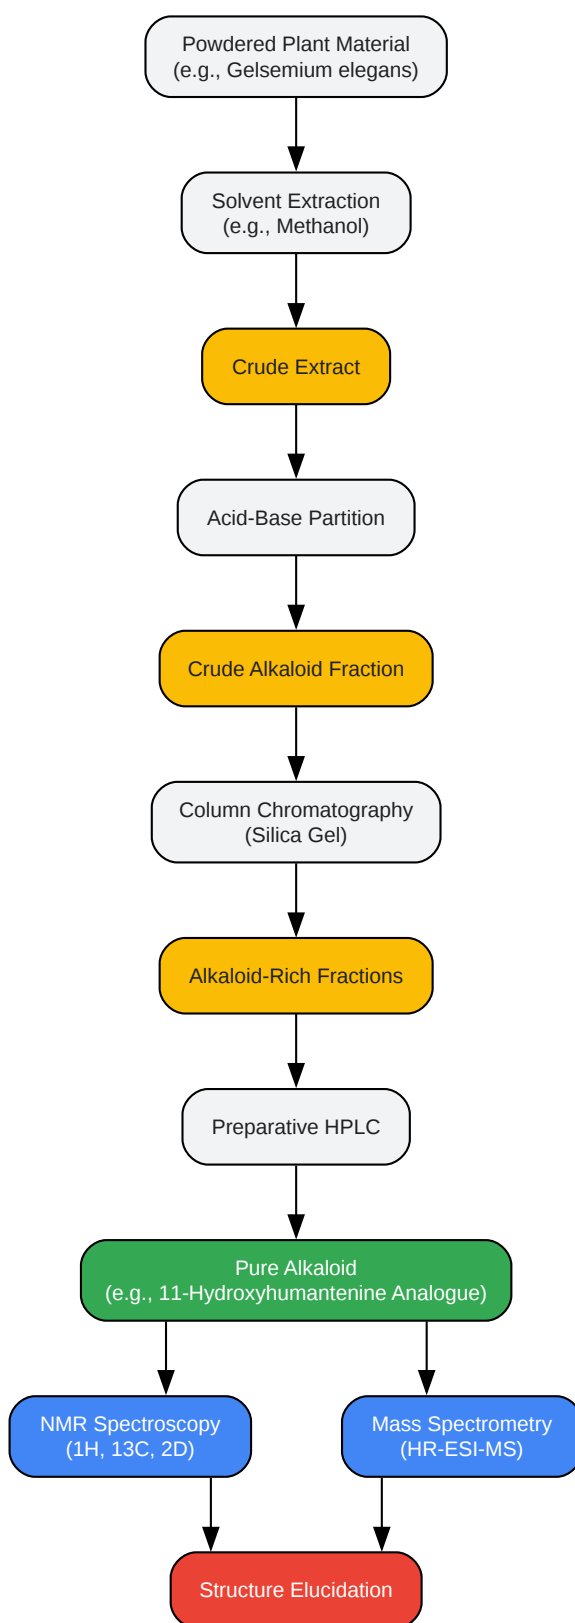 Powdered Plant Material
(e.g., Gelsemium elegans)
Solvent Extraction
(e.g., Methanol)
Crude Extract
Acid-Base Partition
Crude Alkaloid Fraction
Column Chromatography
(Silica Gel)
Alkaloid-Rich Fractions
Preparative HPLC
Pure Alkaloid
(e.g., 11-Hydroxyhumantenine Analogue)
NMR Spectroscopy
(1H, 13C, 2D)
Mass Spectrometry
(HR-ESI-MS)
Structure Elucidation